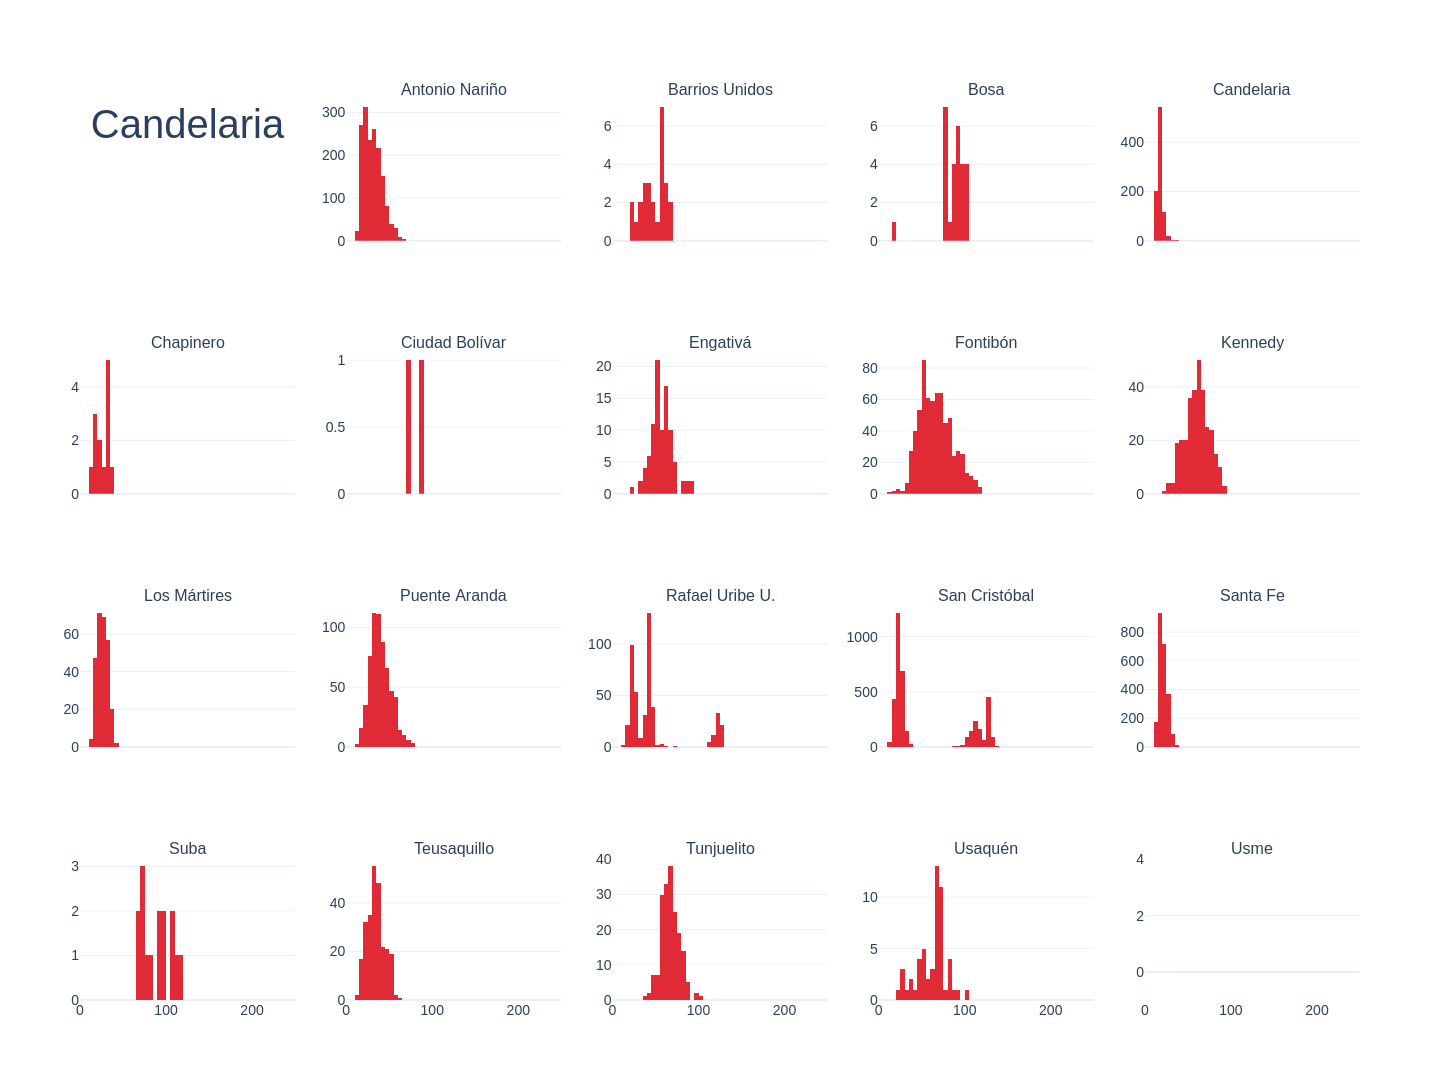 Candelaria
Antonio Nariño
Barrios Unidos
Bosa
Candelaria
300
200
100
0
6
4
2
0
6
4
2
0
400
200
0
Chapinero
Ciudad Bolívar
Engativá
Fontibón
Kennedy
4
2
0
1
0.5
0
20
15
10
5
0
80
60
40
20
0
40
20
0
Los Mártires
Puente Aranda
Rafael Uribe U.
San Cristóbal
Santa Fe
60
40
20
0
100
50
0
100
50
0
1000
500
0
800
600
400
200
0
Suba
Teusaquillo
Tunjuelito
Usaquén
Usme
3
2
1
0
40
20
0
40
30
20
10
0
10
5
0
4
2
0
0 100 200
0 100 200
0 100 200
0 100 200
0 100 200